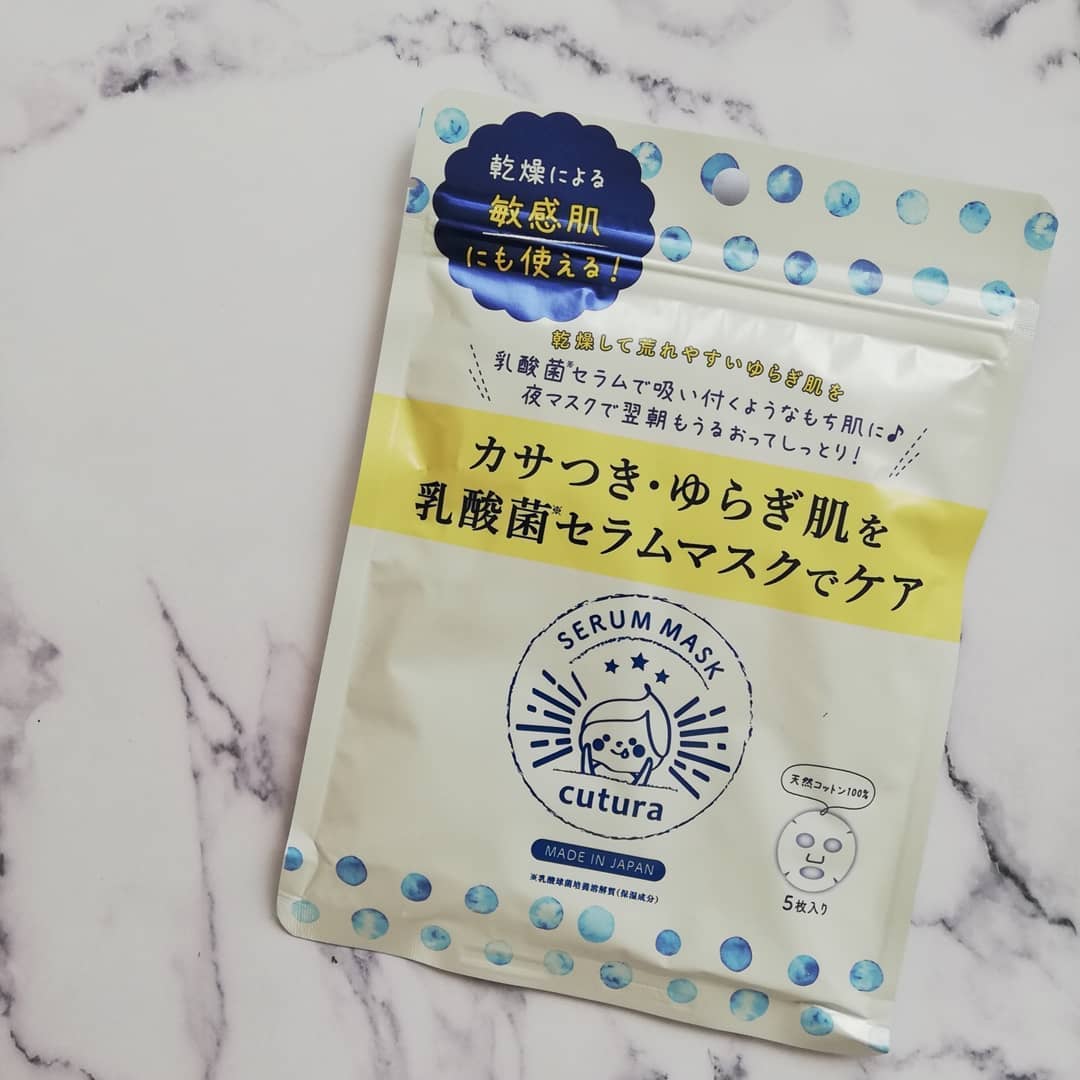 乾燥による
敏感肌
にも使える!
乾燥して荒れやすいゆらぎ肌を
乳酸菌※セラムで吸い付くようなもち肌に♪
夜マスクで翌朝もうるおってしっとり!
カサつき・ゆらぎ肌を
乳酸菌※セラムマスクでケア
SERUM MASK
cutura
MADE IN JAPAN
※乳酸球菌培養溶解質(保湿成分)
天然コットン100%
5枚入り